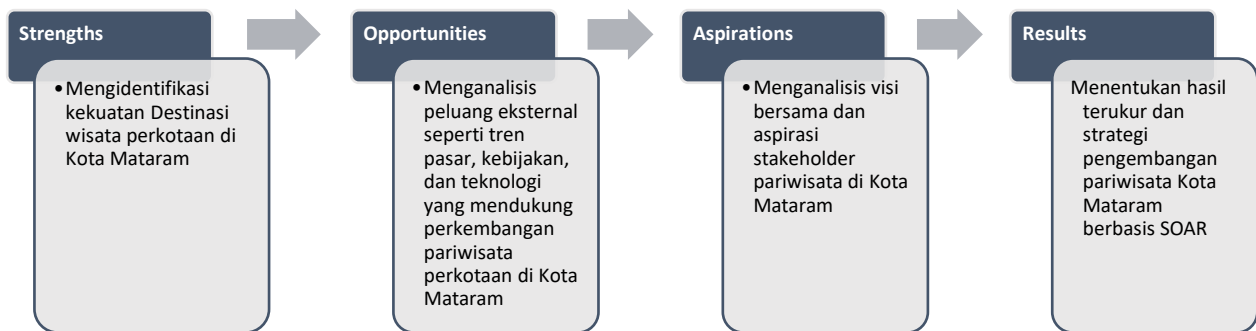 Strengths
•Mengidentifikasi
kekuatan Destinasi
wisata perkotaan di
Kota Mataram
Opportunities
•Menganalisis
peluang eksternal
seperti tren
pasar, kebijakan,
dan teknologi
yang mendukung
perkembangan
pariwisata
perkotaan di Kota
Mataram
Aspirations
•Menganalisis visi
bersama dan
aspirasi
stakeholder
pariwisata di Kota
Mataram
Results
Menentukan hasil
terukur dan
strategi
pengembangan
pariwisata Kota
Mataram
berbasis SOAR